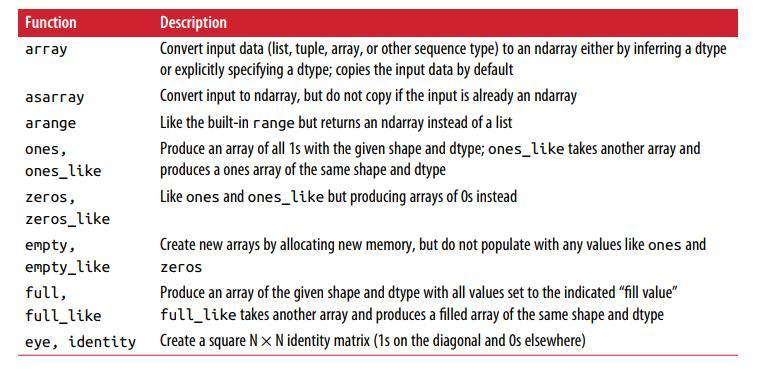 Function Description
array Convert input data (list, tuple, array, or other sequence type) to an ndarray either by inferring a dtype
or explicitly specifying a dtype; copies the input data by default
asarray Convert input to ndarray, but do not copy if the input is already an ndarray
arange Like the built-in range but returns an ndarray instead of a list
ones, Produce an array of all 1s with the given shape and dtype; ones_like takes another array and
ones_like produces a ones array of the same shape and dtype
zeros, Like ones and ones_like but producing arrays of 0s instead
zeros_like
empty, Create new arrays by allocating new memory, but do not populate with any values like ones and
empty_like zeros
full, Produce an array of the given shape and dtype with all values set to the indicated “fill value”
full_like full_like takes another array and produces a filled array of the same shape and dtype
eye, identity Create a square N × N identity matrix (1s on the diagonal and 0s elsewhere)